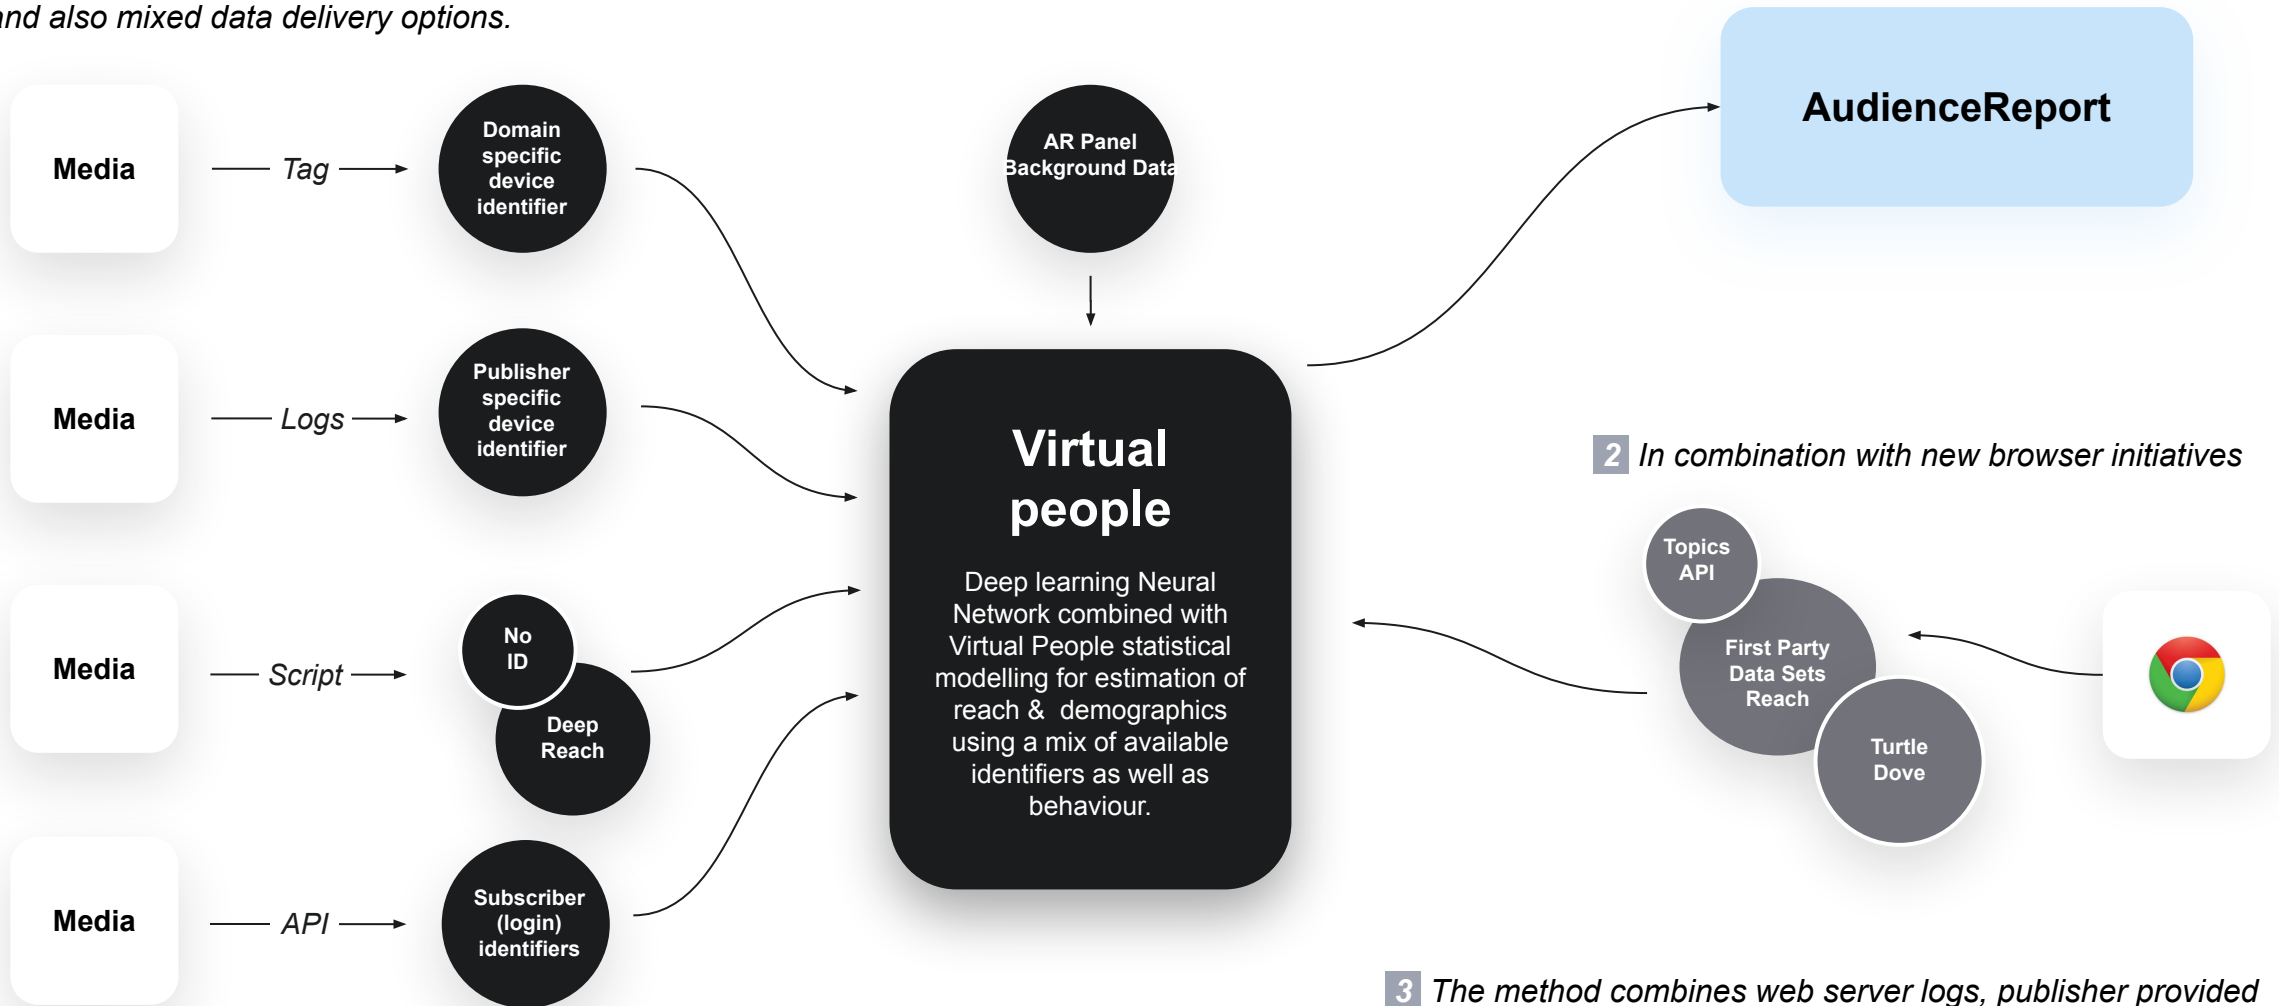 and also mixed data delivery options.
Media
Tag
Domain
specific
device
identifier
AR Panel
Background Data
AudienceReport
Media
Logs
Publisher
specific
device
identifier
Media
Script
No
ID
Deep
Reach
Media
API
Subscriber
(login)
identifiers
Virtual
people
Deep learning Neural
Network combined with
Virtual People statistical
modelling for estimation of
reach & demographics
using a mix of available
identifiers as well as
behaviour.
2 In combination with new browser initiatives
Topics
API
First Party
Data Sets
Reach
Turtle
Dove
3 The method combines web server logs, publisher provided